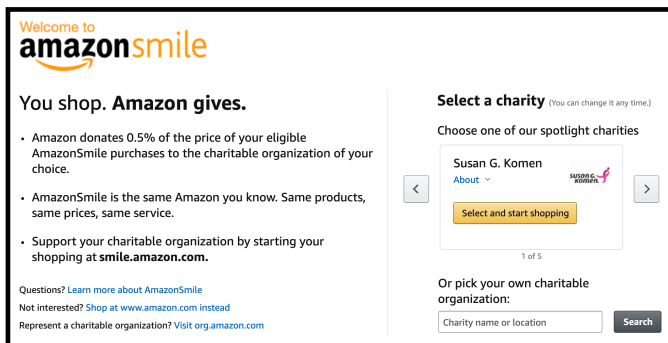 Welcome to
amazonsmile
You shop. Amazon gives.
• Amazon donates 0.5% of the price of your eligible
AmazonSmile purchases to the charitable organization of your
choice.
• AmazonSmile is the same Amazon you know. Same products,
same prices, same service.
• Support your charitable organization by starting your
shopping at smile.amazon.com.
Questions? Learn more about AmazonSmile
Not interested? Shop at www.amazon.com instead
Represent a charitable organization? Visit org.amazon.com
Select a charity (You can change it any time.)
Choose one of our spotlight charities
Susan G. Komen
About
susan g.
komen.
Select and start shopping
1 of 5
Or pick your own charitable
organization:
Charity name or location
Search